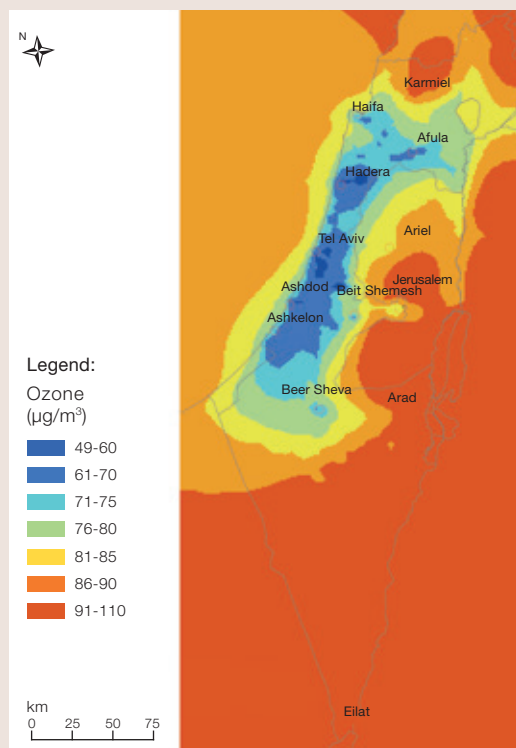 N
Karmiel
Haifa
Afula
Hadera
Tel Aviv
Ariel
Jerusalem
Ashdod
Beit Shemesh
Ashkelon
Beer Sheva
Arad
Eilat
Legend:
Ozone
(µg/m³)
49-60
61-70
71-75
76-80
81-85
86-90
91-110
km
0 25 50 75